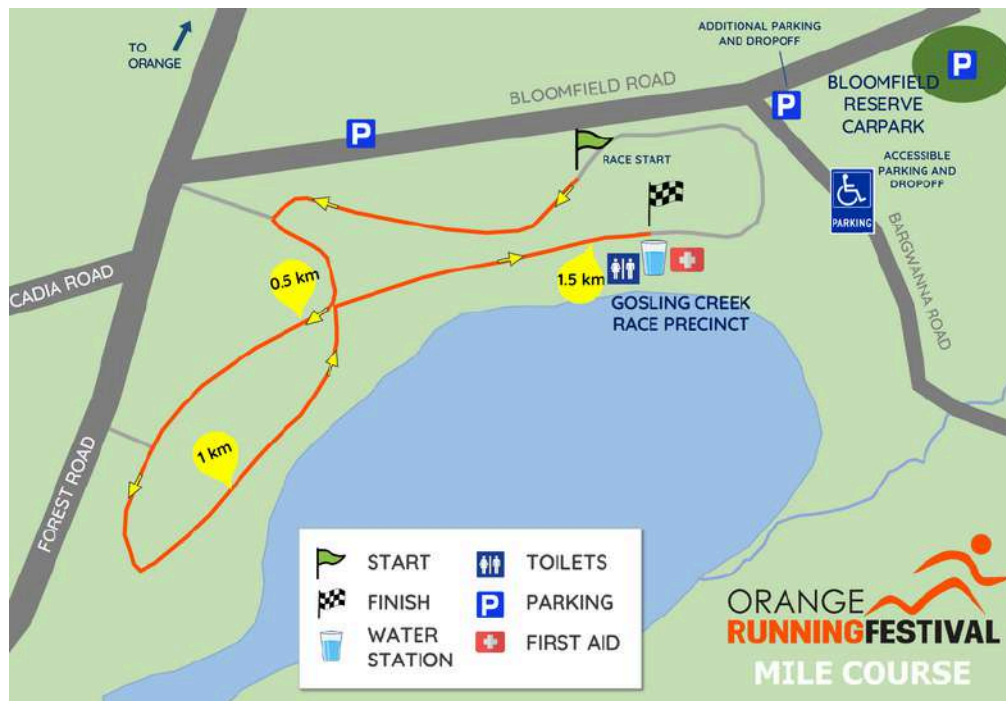 TO
ORANGE
ADDITIONAL PARKING
AND DROPOFF
P
P
P
BLOOMFIELD ROAD
BLOOMFIELD
RESERVE
CARPARK
RACE START
ACCESSIBLE
PARKING AND
DROPOFF
PARKING
BARGWANNA ROAD
CADIA ROAD
0.5 km
1.5 km
GOSLING CREEK
RACE PRECINCT
1 km
FOREST ROAD
START
FINISH
WATER
STATION
TOILETS
P PARKING
FIRST AID
ORANGE
RUNNINGFESTIVAL
MILE COURSE